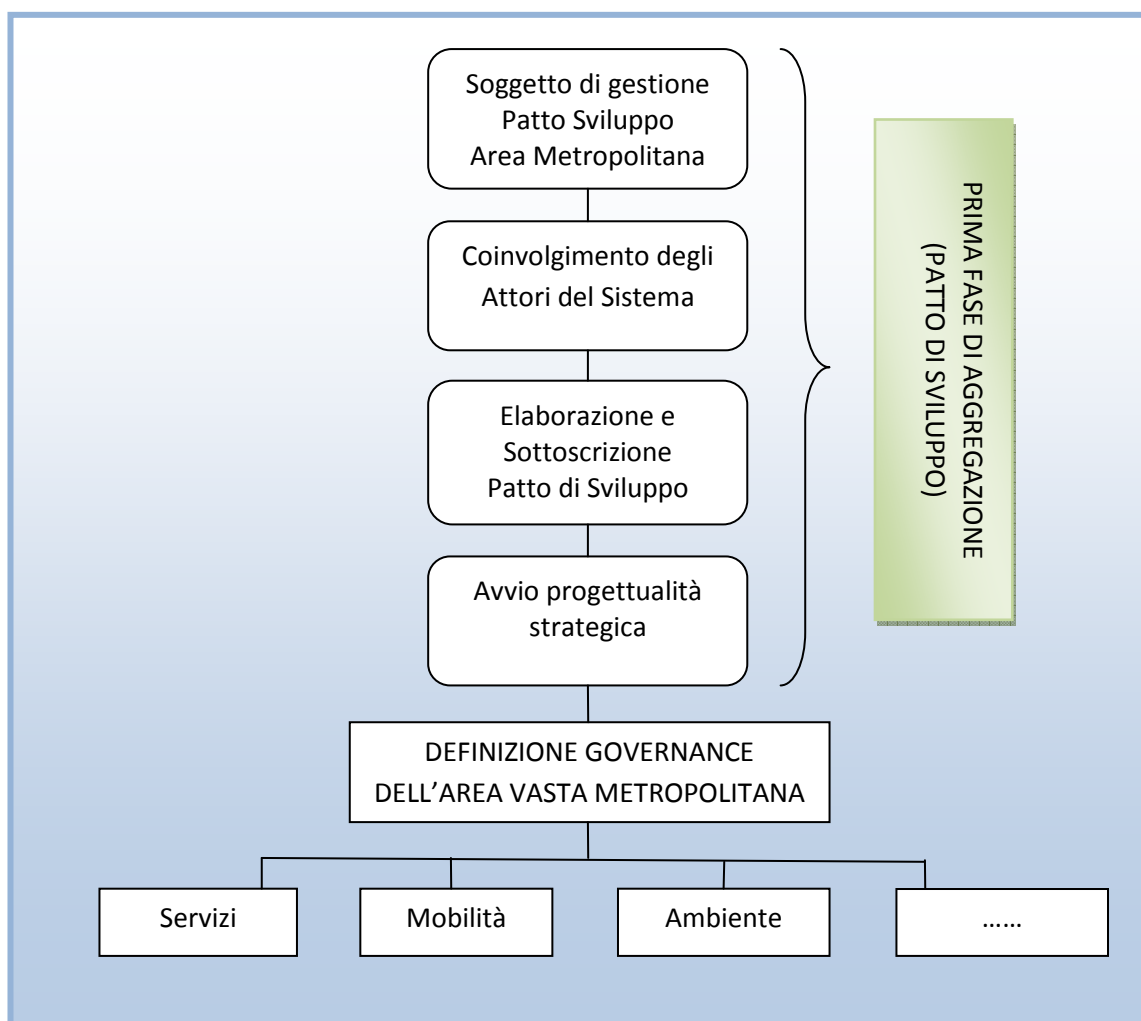 Soggetto di gestione
Patto Sviluppo
Area Metropolitana
Coinvolgimento degli
Attori del Sistema
Elaborazione e
Sottoscrizione
Patto di Sviluppo
Avvio progettualità
strategica
PRIMA FASE DI AGGREGAZIONE
(PATTO DI SVILUPPO)
DEFINIZIONE GOVERNANCE
DELL’AREA VASTA METROPOLITANA
Servizi
Mobilità
Ambiente
......